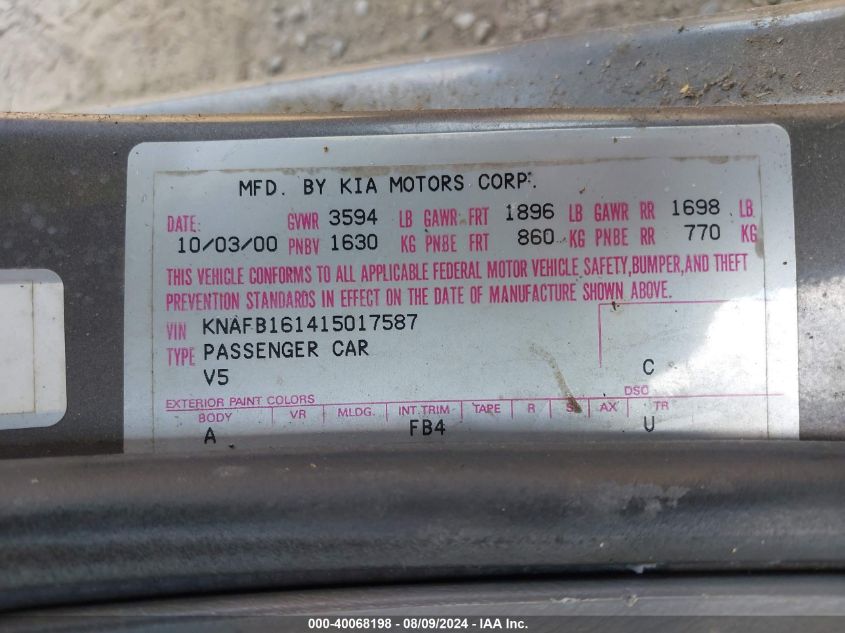 MFD. BY KIA MOTORS CORP.
DATE: GVWR 3594 LB GAWR: FRT 1896 LB GAWR RR 1698 LB
10/03/00 PNBV 1630 KG PNBE FRT 860 KG PNBE RR 770 KG
THIS VEHICLE CONFORMS TO ALL APPLICABLE FEDERAL MOTOR VEHICLE, SAFETY, BUMPER, AND THEFT
PREVENTION STANDARDS IN EFFECT ON THE DATE OF MANUFACTURE SHOWN ABOVE.
VIN KNAFB161415017587
TYPE PASSENGER CAR
V5 C
DSO
EXTERIOR PAINT COLORS
BODY VR MLDG. INT.TRIM TAPE R S AX TR
A FB4 U
000-40068198 - 08/09/2024 - IAA Inc.